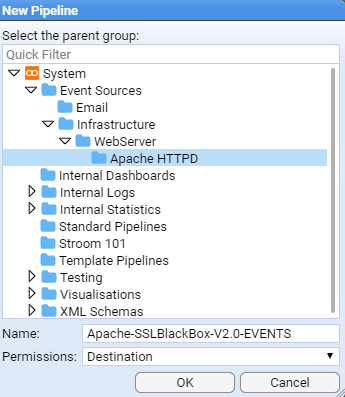 New Pipeline
Select the parent group:
Quick Filter
System
Event Sources
Email
Infrastructure
WebServer
Apache HTTPD
Internal Dashboards
Internal Logs
Internal Statistics
Standard Pipelines
Stroom 101
Template Pipelines
Testing
Visualisations
XML Schemas
Name: Apache-SSLBlackBox-V2.0-EVENTS
Permissions: Destination
OK Cancel